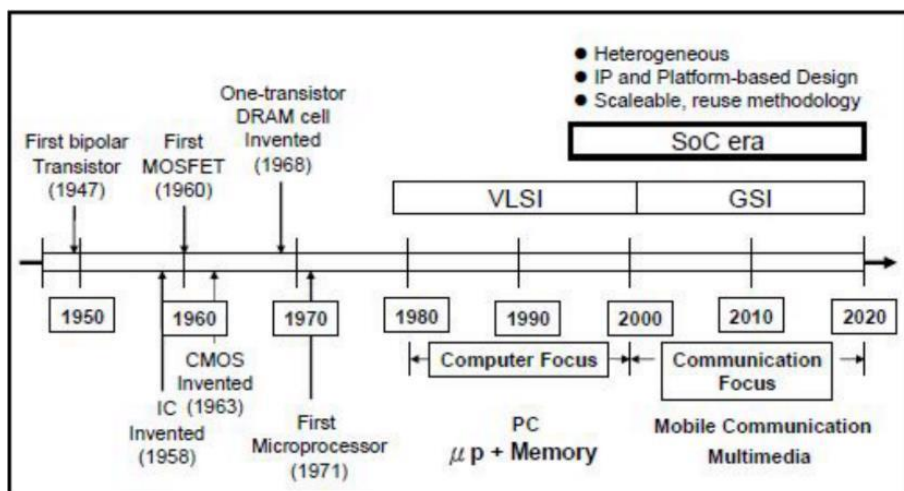 ● Heterogeneous
● IP and Platform-based Design
● Scaleable, reuse methodology
One-transistor
DRAM cell
Invented
(1968)
First bipolar
Transistor
(1947)
First
MOSFET
(1960)
SoC era
VLSI
GSI
1950
1960
1970
1980
1990
2000
2010
2020
CMOS
Invented
(1963)
IC
Invented
(1958)
First
Microprocessor
(1971)
Computer Focus
Communication
Focus
PC
μp + Memory
Mobile Communication
Multimedia